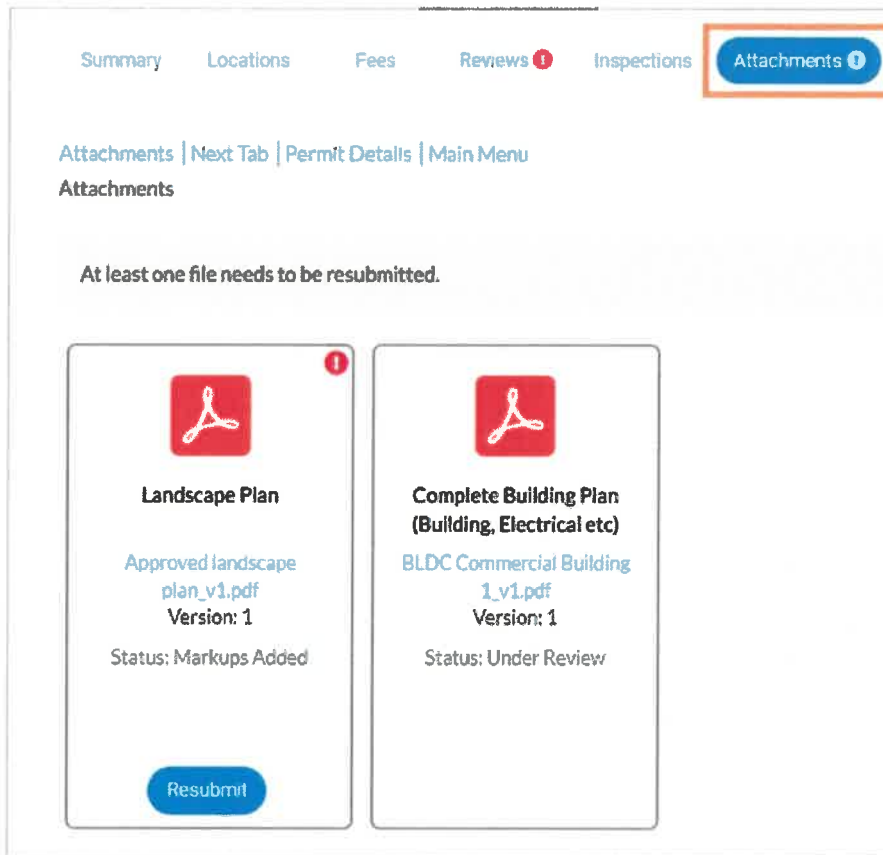 Summary Locations Fees Reviews ! Inspections Attachments !
Attachments | Next Tab | Permit Details | Main Menu
Attachments
At least one file needs to be resubmitted.
!
Landscape Plan
Approved landscape
plan_v1.pdf
Version: 1
Status: Markups Added
Resubmit
Complete Building Plan
(Building, Electrical etc)
BLDC Commercial Building
1_v1.pdf
Version: 1
Status: Under Review